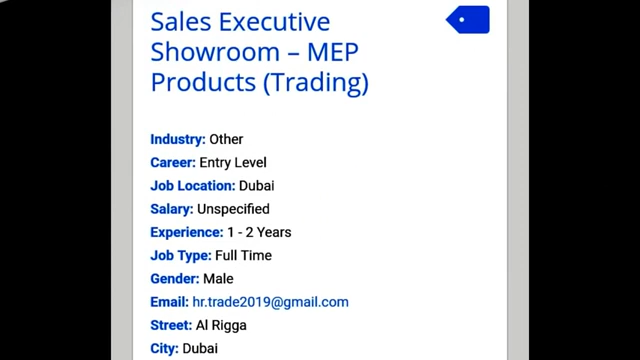 Sales Executive
Showroom – MEP
Products (Trading)
Industry: Other
Career: Entry Level
Job Location: Dubai
Salary: Unspecified
Experience: 1 - 2 Years
Job Type: Full Time
Gender: Male
Email: hr.trade2019@gmail.com
Street: Al Rigga
City: Dubai